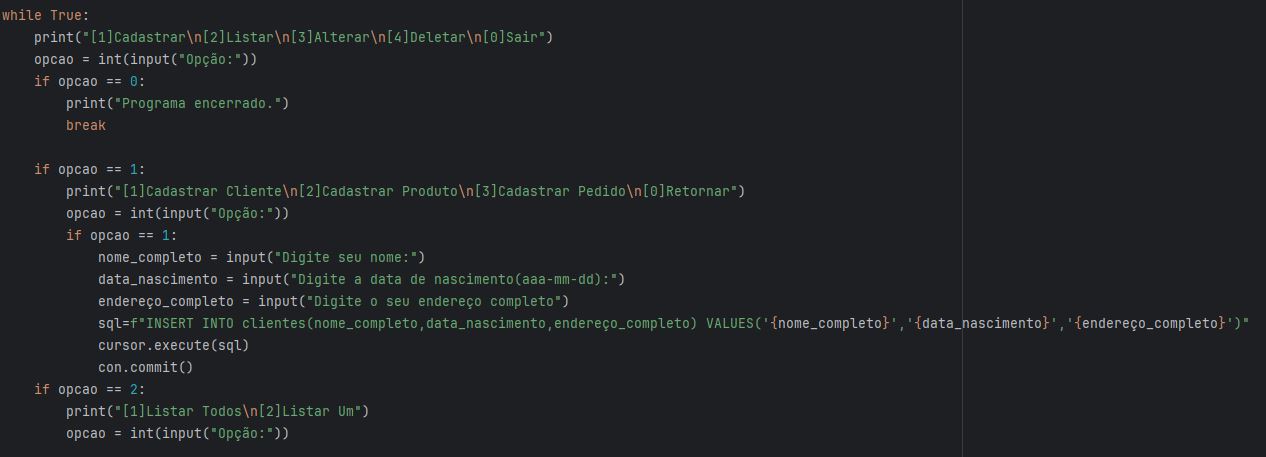 while True:
    print("[1]Cadastrar\n[2]Listar\n[3]Alterar\n[4]Deletar\n[0]Sair")
    opcao = int(input("Opção:"))
    if opcao == 0:
        print("Programa encerrado.")
        break

    if opcao == 1:
        print("[1]Cadastrar Cliente\n[2]Cadastrar Produto\n[3]Cadastrar Pedido\n[0]Retornar")
        opcao = int(input("Opção:"))
        if opcao == 1:
            nome_completo = input("Digite seu nome:")
            data_nascimento = input("Digite a data de nascimento(aaa-mm-dd):")
            endereço_completo = input("Digite o seu endereço completo")
            sql=f"INSERT INTO clientes(nome_completo,data_nascimento,endereço_completo) VALUES('{nome_completo}','{data_nascimento}','{endereço_completo}')"
            cursor.execute(sql)
            con.commit()
    if opcao == 2:
        print("[1]Listar Todos\n[2]Listar Um")
        opcao = int(input("Opção:"))